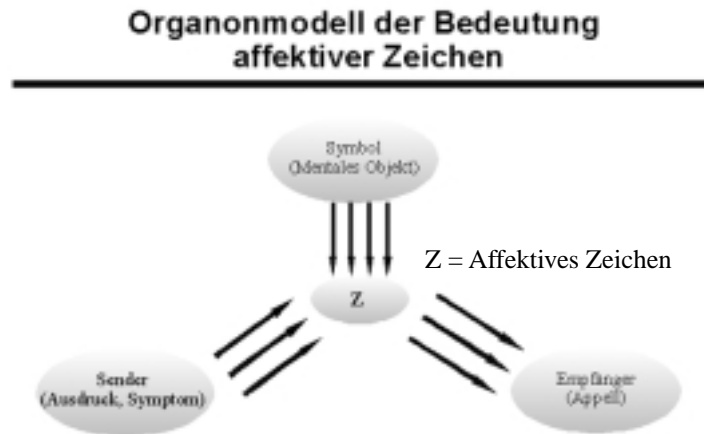 Organonmodell der Bedeutung
affektiver Zeichen
Symbol
(Mentales Objekt)
Z = Affektives Zeichen
Z
Sender
(Ausdruck, Symptom)
Empfänger
(Appell)